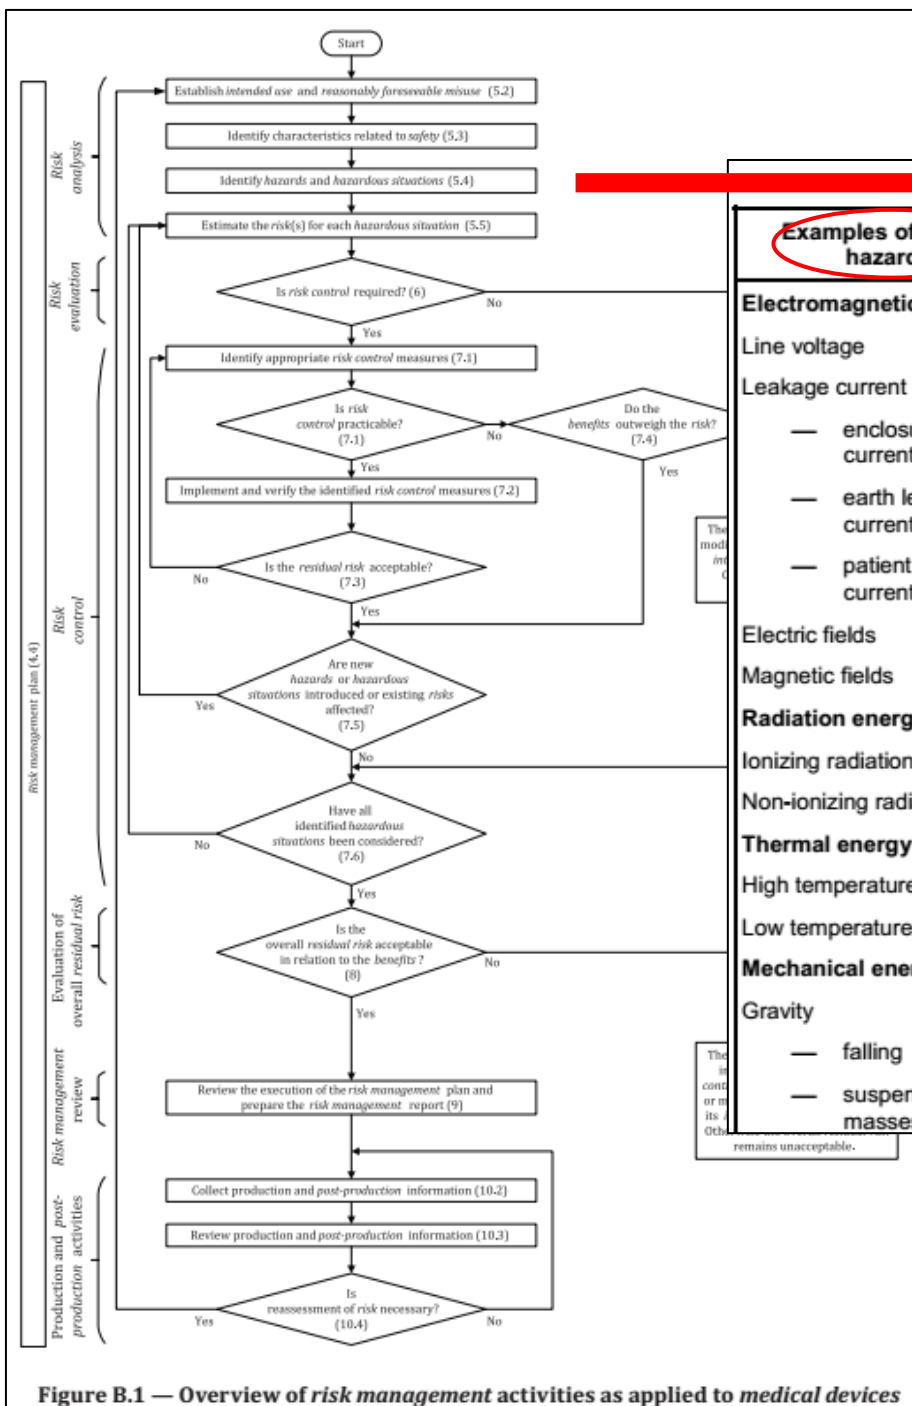 Start
Establish intended use and reasonably foreseeable misuse (5.2)
Identify characteristics related to safety (5.3)
Identify hazards and hazardous situations (5.4)
Estimate the risk(s) for each hazardous situation (5.5)
Risk
analysis
Is risk control required? (6)
No
Yes
Risk
evaluation
Identify appropriate risk control measures (7.1)
Is risk
control practicable?
(7.1)
No
Yes
Do the
benefits outweigh the risk?
(7.4)
Yes
Implement and verify the identified risk control measures (7.2)
Is the residual risk acceptable?
(7.3)
No
Yes
Are new
hazards or hazardous
situations introduced or existing risks
affected?
(7.5)
Yes
No
Have all
identified hazardous
situations been considered?
(7.6)
No
Yes
Risk
control
Risk management plan (4.4)
Is the
overall residual risk acceptable
in relation to the benefits ?
(8)
No
Yes
Evaluation of
overall residual risk
Review the execution of the risk management plan and
prepare the risk management report (9)
Risk management
review
Collect production and post-production information (10.2)
Review production and post-production information (10.3)
Is
reassessment of risk necessary?
(10.4)
Yes
No
Production and post-
production activities
The
modi
int
The
in
cont
or m
its
Othe
remains unacceptable.
Examples of
hazard
Electromagnetic
Line voltage
Leakage current
— enclosu
current
— earth le
current
— patient
current
Electric fields
Magnetic fields
Radiation energ
Ionizing radiation
Non-ionizing radi
Thermal energy
High temperature
Low temperature
Mechanical ener
Gravity
— falling
— suspen
masses
Figure B.1 — Overview of risk management activities as applied to medical devices